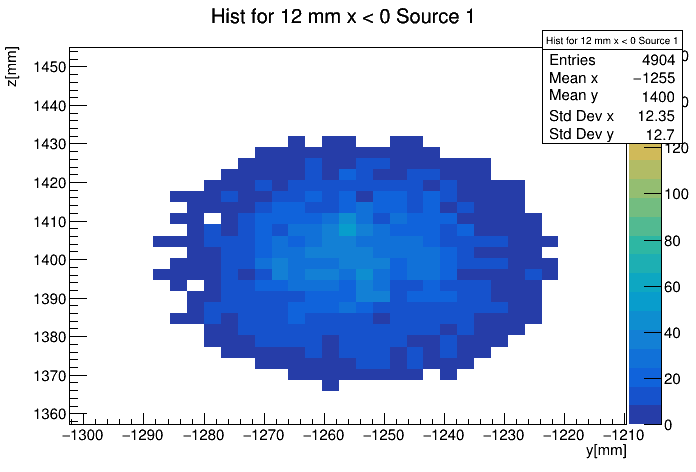 Hist for 12 mm x < 0 Source 1
z[mm]
Hist for 12 mm x < 0 Source 1
Entries 4904
Mean x −1255
Mean y 1400
Std Dev x 12.35
Std Dev y 12.7
1450
1440
1430
1420
1410
1400
1390
1380
1370
1360
120
100
80
60
40
20
0
−1300 −1290 −1280 −1270 −1260 −1250 −1240 −1230 −1220 −1210
y[mm]